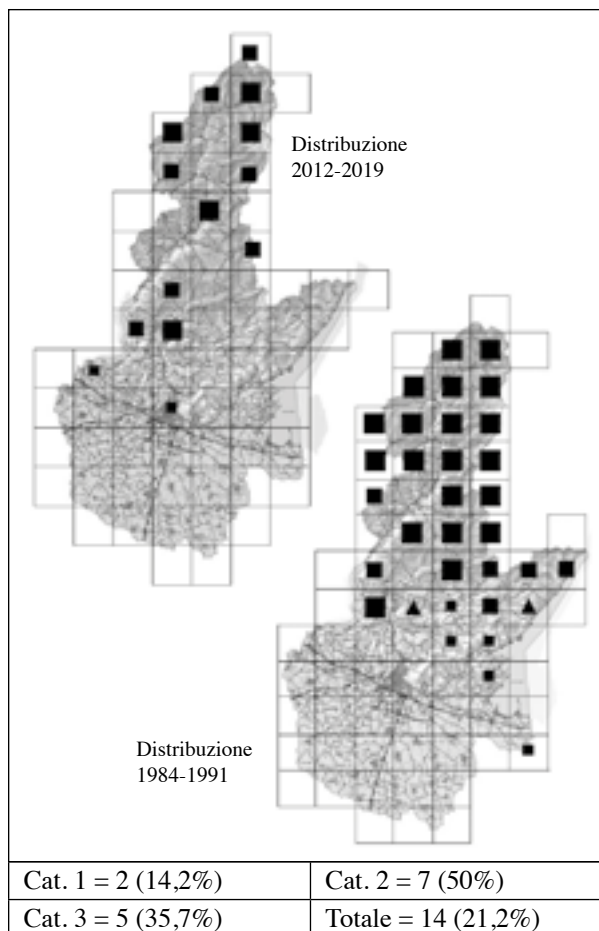 Distribuzione
2012-2019
Distribuzione
1984-1991
Cat. 1 = 2 (14,2%)
Cat. 2 = 7 (50%)
Cat. 3 = 5 (35,7%)
Totale = 14 (21,2%)